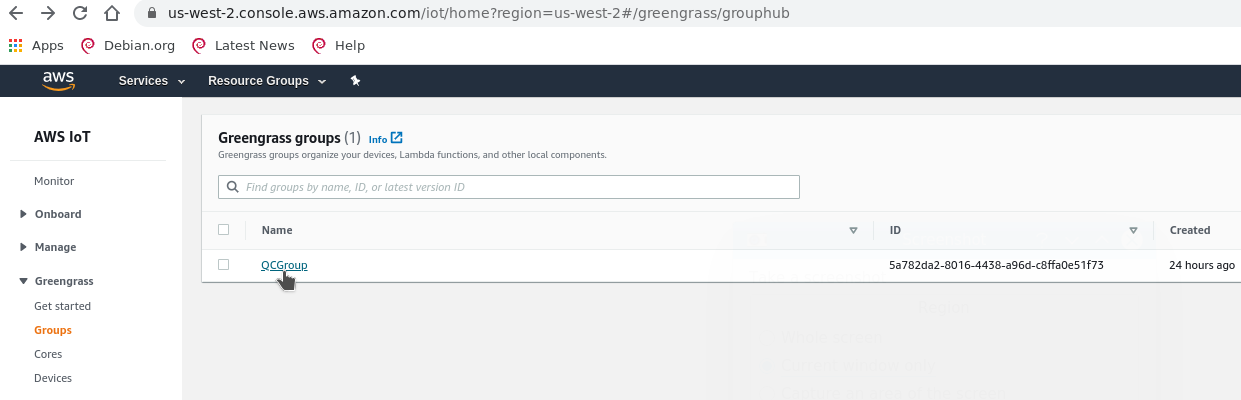 us-west-2.console.aws.amazon.com/iot/home?region=us-west-2#/greengrass/grouphub
Apps Debian.org Latest News Help
aws Services Resource Groups
AWS IoT
Monitor
Onboard
Manage
Greengrass
Get started
Groups
Cores
Devices
Greengrass groups (1) Info
Greengrass groups organize your devices, Lambda functions, and other local components.
Find groups by name, ID, or latest version ID
Name ID Created
QCGroup 5a782da2-8016-4438-a96d-c8ffa0e51f73 24 hours ago